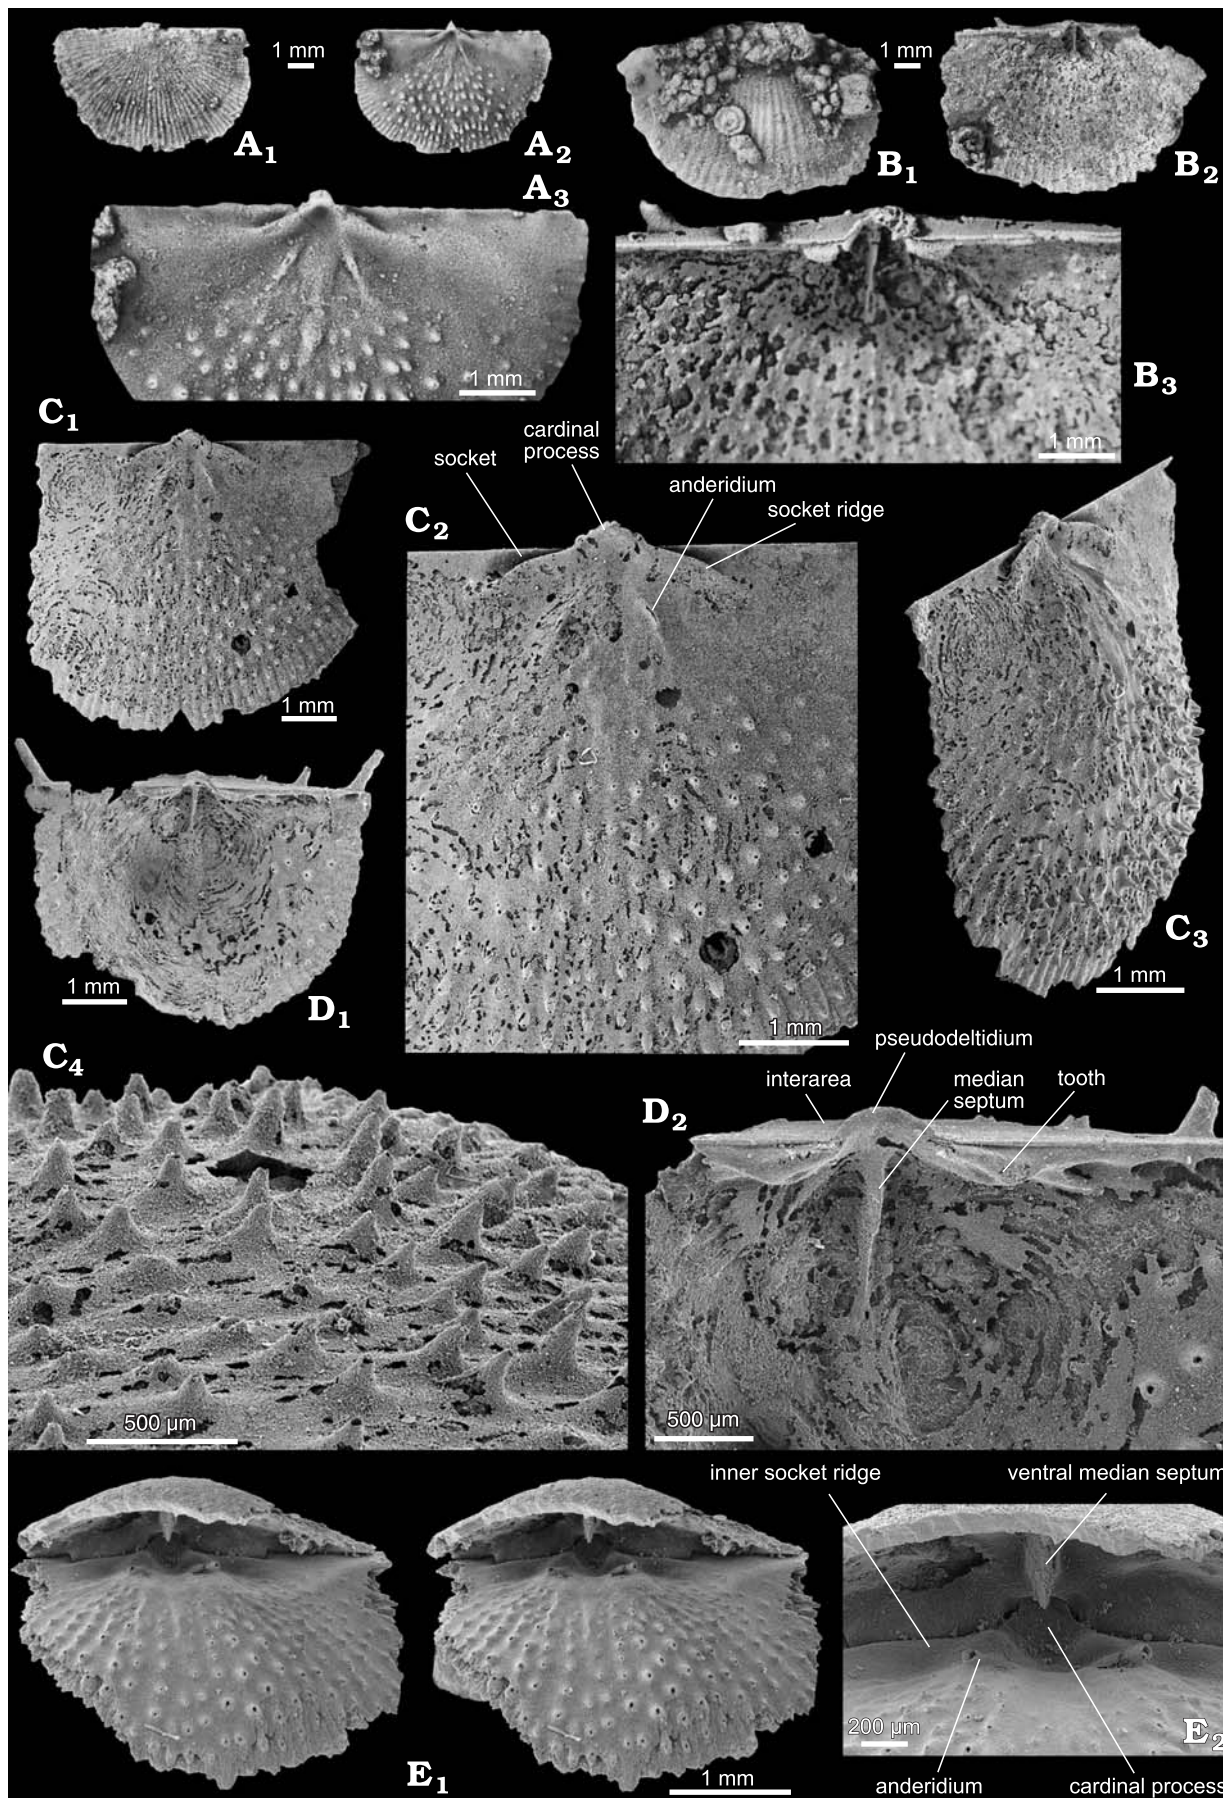 1 mm
1 mm
A1
A2
B1
B2
A3
1 mm
B3
1 mm
C1
cardinal
process
socket
anderidium
socket ridge
C2
1 mm
C3
1 mm
1 mm
D1
1 mm
C4
pseudodeltidium
interarea
median
septum
tooth
D2
500 µm
500 µm
inner socket ridge
ventral median septum
E1
1 mm
200 µm
E2
anderidium
cardinal process